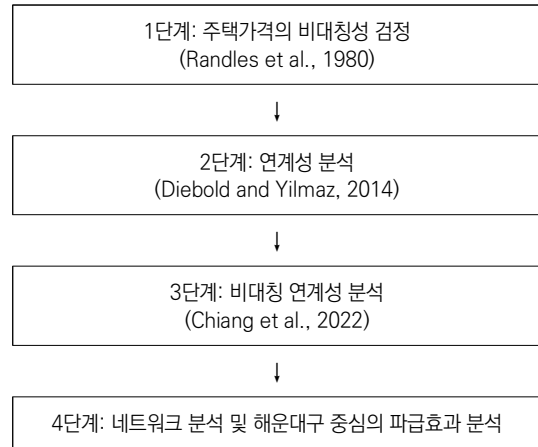 1단계: 주택가격의 비대칭성 검정
(Randles et al., 1980)
↓
2단계: 연계성 분석
(Diebold and Yilmaz, 2014)
↓
3단계: 비대칭 연계성 분석
(Chiang et al., 2022)
↓
4단계: 네트워크 분석 및 해운대구 중심의 파급효과 분석